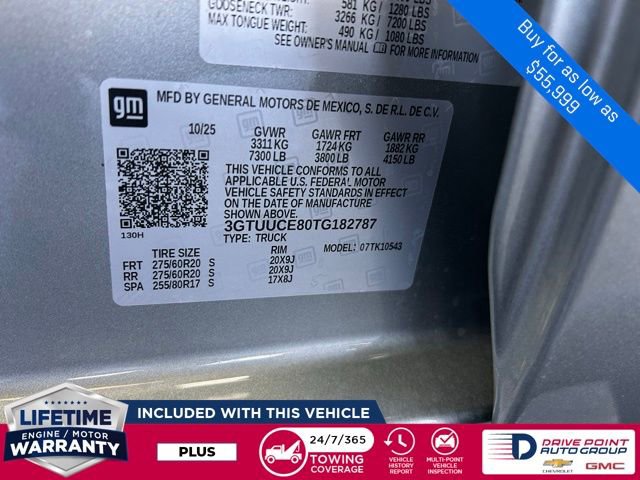 581 KG/ 1280 LBS
GOOSENECK TWR: 3266 KG/ 7200 LBS
MAX TONGUE TWR: 490 KG/ 1080 LBS
SEE OWNER'S MANUAL FOR MORE INFORMATION
Buy for as low as
$55,999
gm
MFD BY GENERAL MOTORS DE MEXICO, S. DE R.L. DE C.V.
10/25 GVWR GAWR FRT GAWR RR
3311 KG 1724 KG 1882 KG
7300 LB 3800 LB 4150 LB
THIS VEHICLE CONFORMS TO ALL
APPLICABLE U.S. FEDERAL MOTOR
VEHICLE SAFETY STANDARDS IN EFFECT
ON THE DATE OF MANUFACTURE
SHOWN ABOVE.
3GTUUCE80TG182787
130H
TYPE: TRUCK MODEL: 07TK10543
TIRE SIZE RIM
FRT 275/60R20 S 20X9J
RR 275/60R20 S 20X9J
SPA 255/80R17 S 17X8J
LIFETIME
ENGINE / MOTOR
WARRANTY
INCLUDED WITH THIS VEHICLE
PLUS
24/7/365
TOWING
COVERAGE
VEHICLE
HISTORY
REPORT
MULTI-POINT
VEHICLE
INSPECTION
D
DRIVE POINT
AUTO GROUP
CHEVROLET GMC